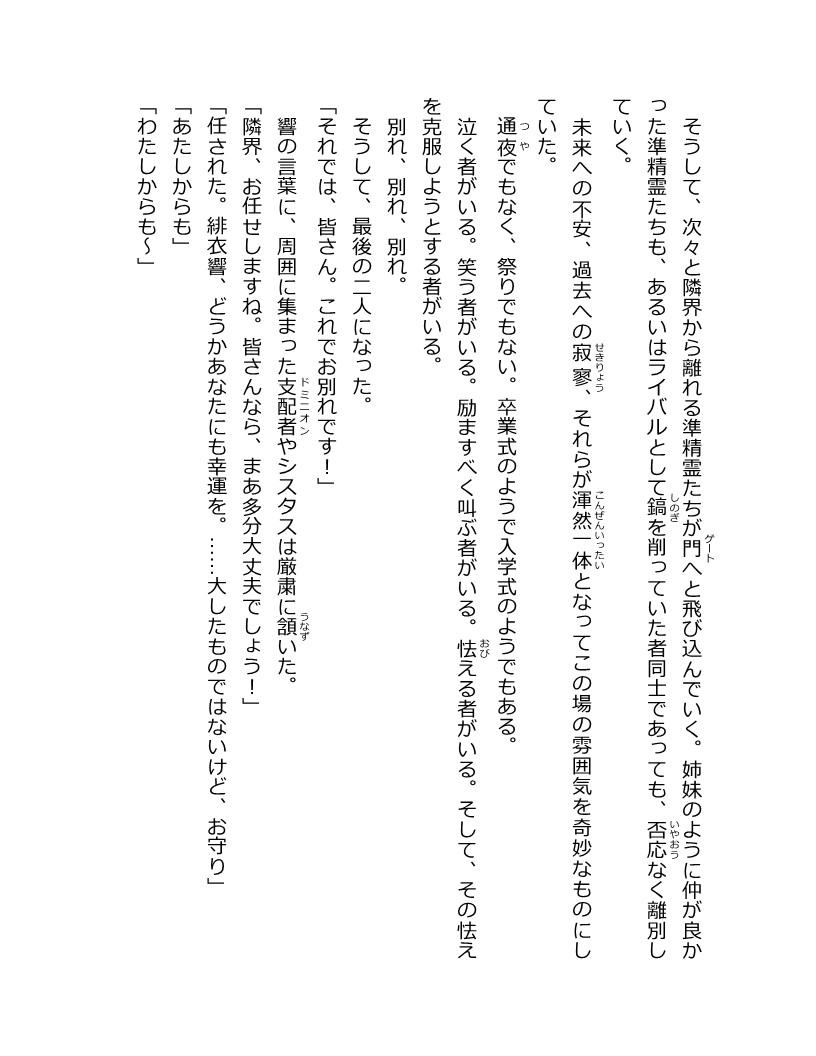 そうして、次々と隣界から離れる準精霊たちが門へと飛び込んでいく。姉妹のように仲が良か
った準精霊たちも、あるいはライバルとして鎬を削っていた者同士であっても、否応なく離別し
ていく。
未来への不安、過去への寂寥、それらが渾然一体となってこの場の雰囲気を奇妙なものにし
ていた。
通夜でもなく、祭りでもない。卒業式のようで入学式のようでもある。
泣く者がいる。笑う者がいる。励ますべく叫ぶ者がいる。怯える者がいる。そして、その怯え
を克服しようとする者がいる。
別れ、別れ、別れ。
そうして、最後の二人になった。
「それでは、皆さん。これでお別れです！」
響の言葉に、周囲に集まった支配者やシスタスは厳粛に頷いた。
「隣界、お任せしますね。皆さんなら、まあ多分大丈夫でしょう！」
「任された。緋衣響、どうかあなたにも幸運を。……大したものではないけど、お守り」
「あたしからも」
「わたしからも～」
ゲート
しのぎ
いやおう
せきりょう
こんぜんいったい
つや
おび
ドミニオン
うなず